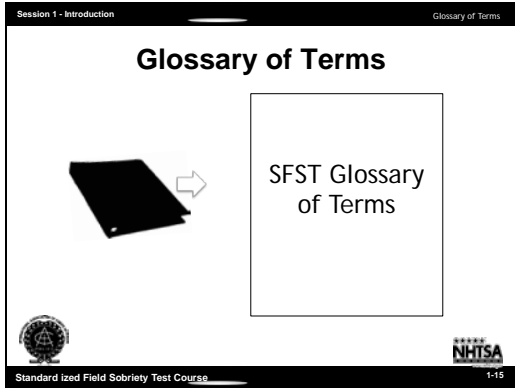 Session 1 - Introduction
Glossary of Terms
Glossary of Terms
SFST Glossary
of Terms
NHTSA
Standard ized Field Sobriety Test Course
1-15